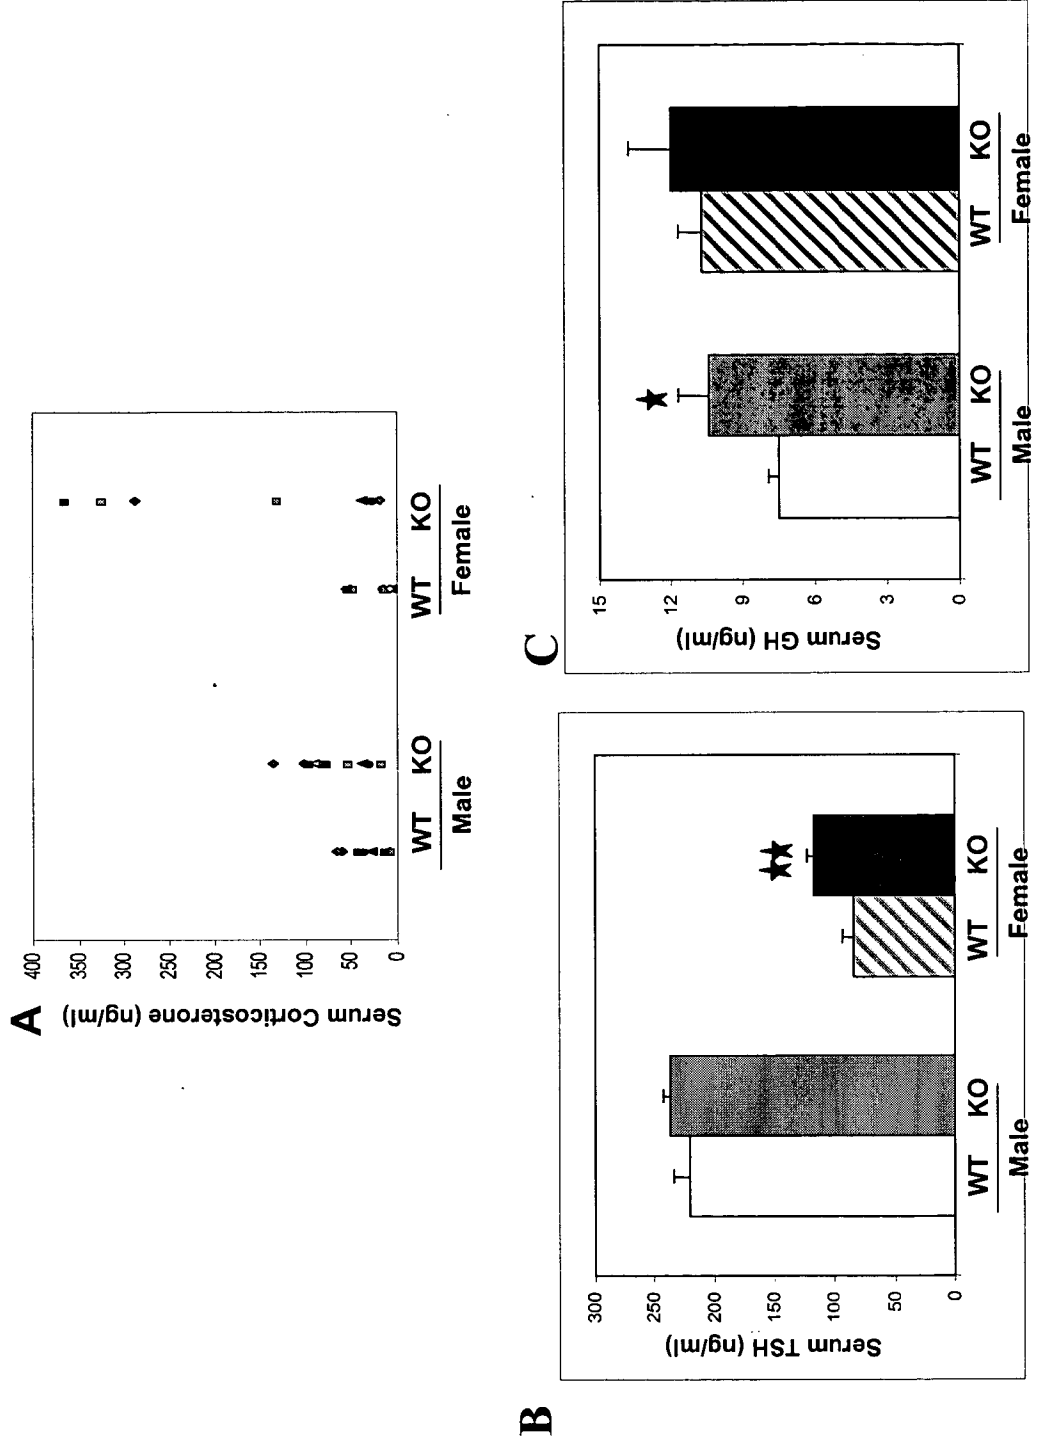 A
Serum Corticosterone (ng/ml)
400
350
300
250
200
150
100
50
0
WT KO WT KO
Male Female
B
Serum TSH (ng/ml)
300
250
200
150
100
50
0
WT KO WT KO
Male Female
C
Serum GH (ng/ml)
15
12
9
6
3
0
WT KO WT KO
Male Female